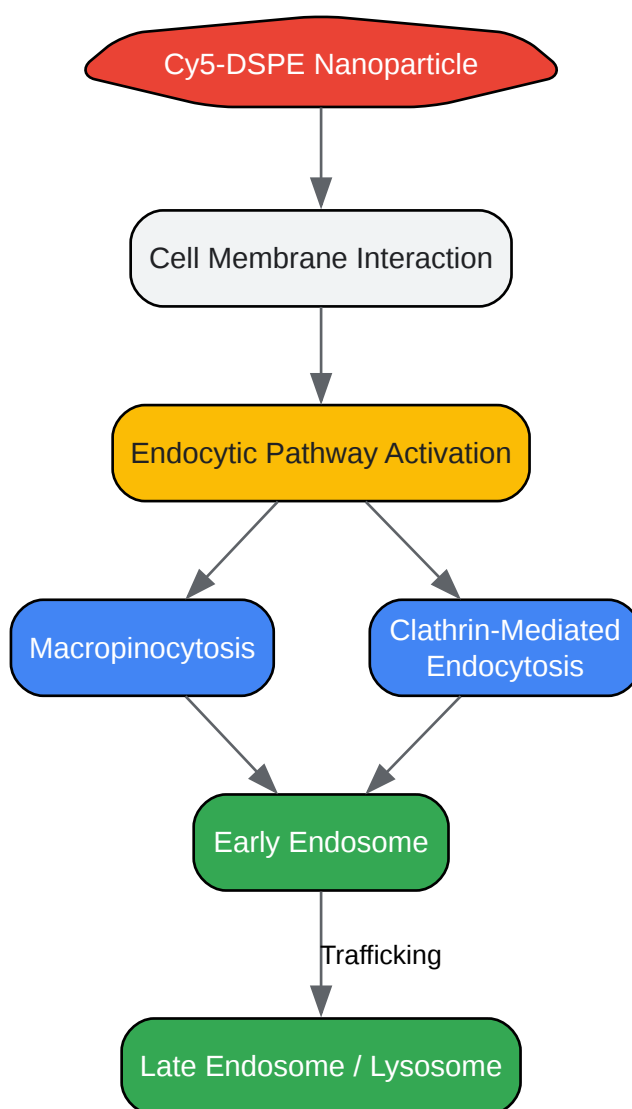 Cy5-DSPE Nanoparticle
Cell Membrane Interaction
Endocytic Pathway Activation
Macropinocytosis
Clathrin-Mediated
Endocytosis
Early Endosome
Trafficking
Late Endosome / Lysosome